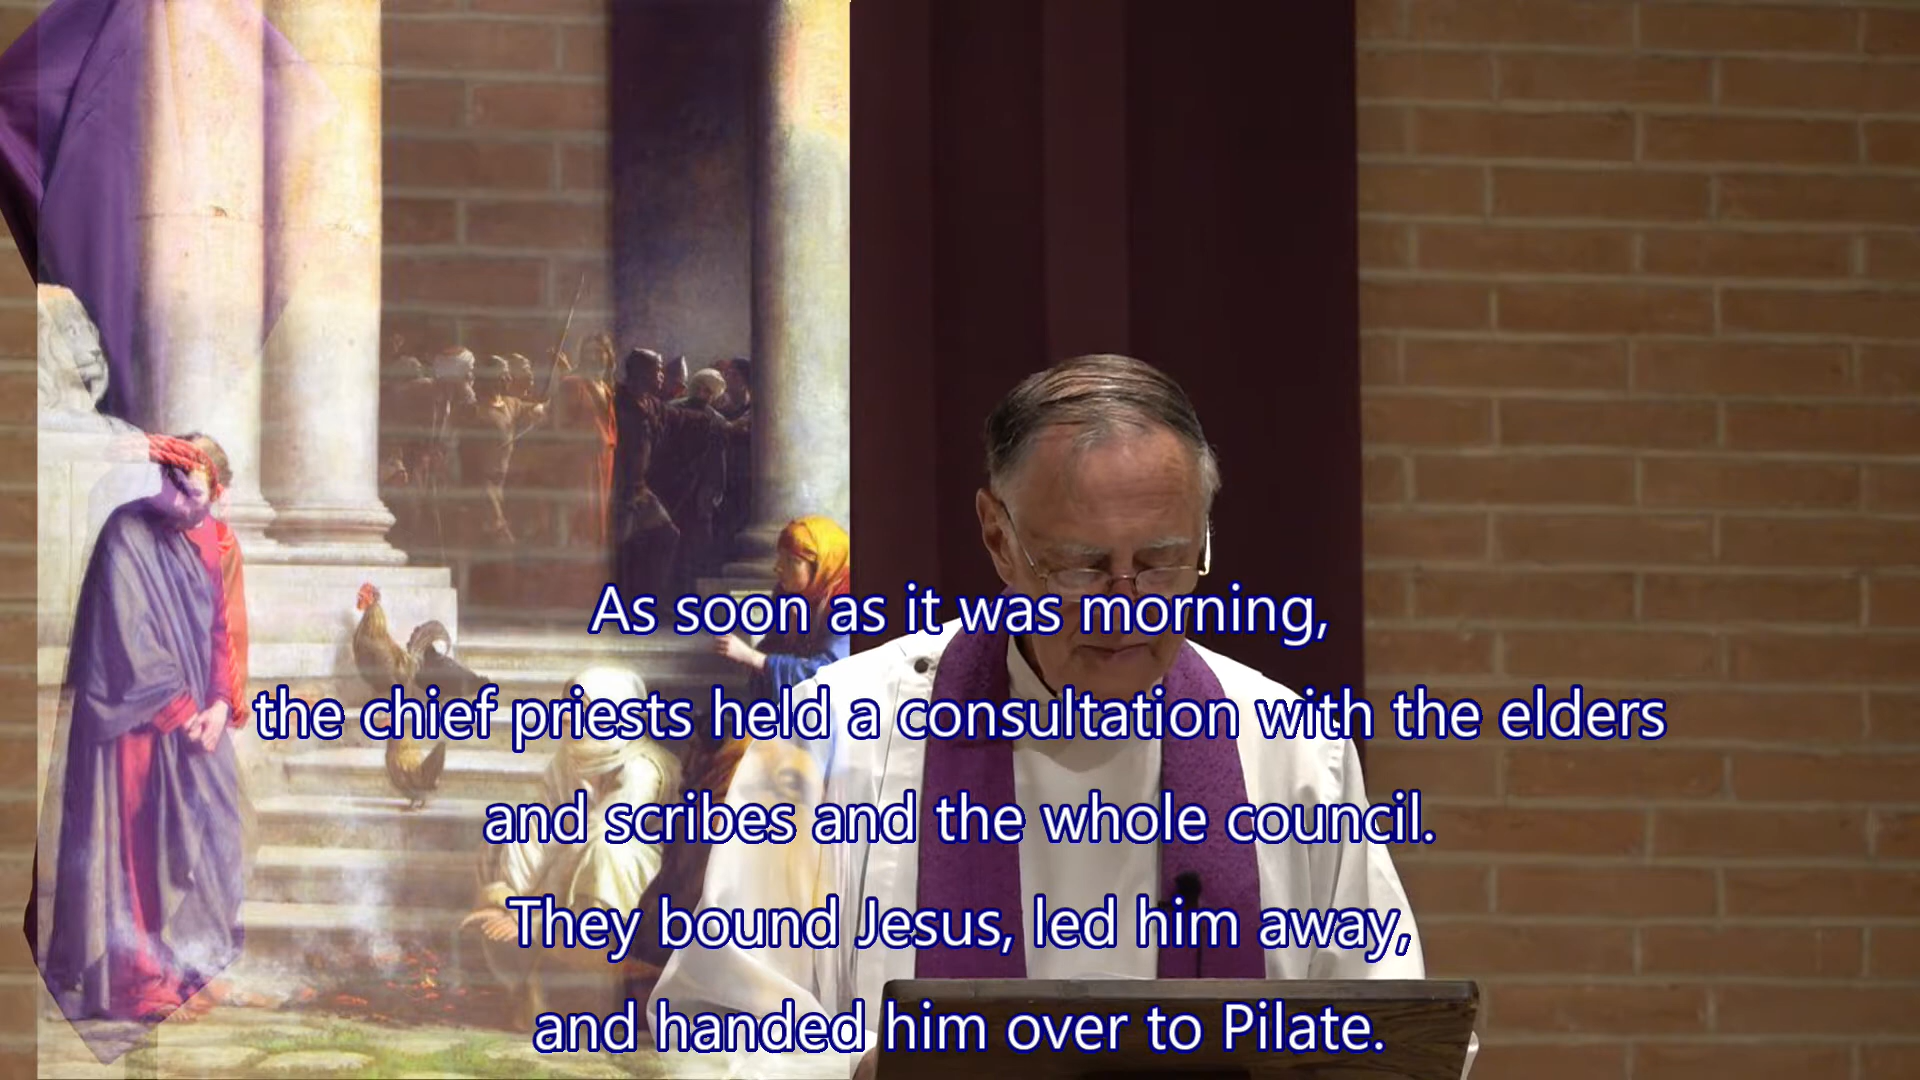 As soon as it was morning,
the chief priests held a consultation with the elders
and scribes and the whole council.
They bound Jesus, led him away,
and handed him over to Pilate.